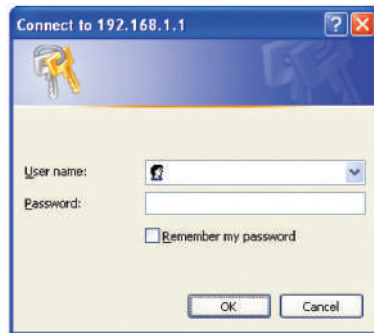 Connect to 192.168.1.1
User name:
Password:
Remember my password
OK Cancel